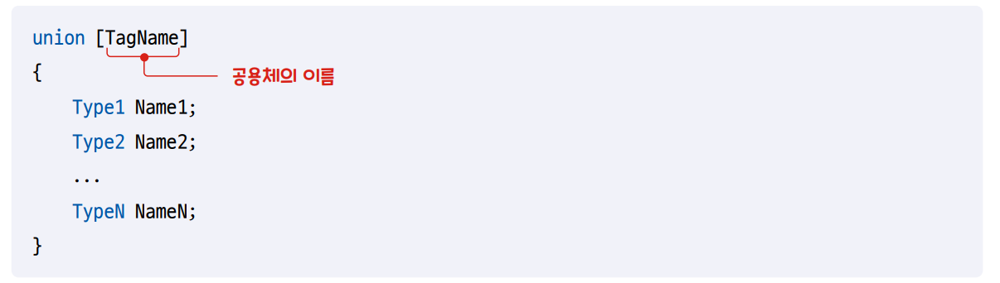 union [TagName]
{
공용체의 이름
Type1 Name1;
Type2 Name2;
...
TypeN NameN;
}